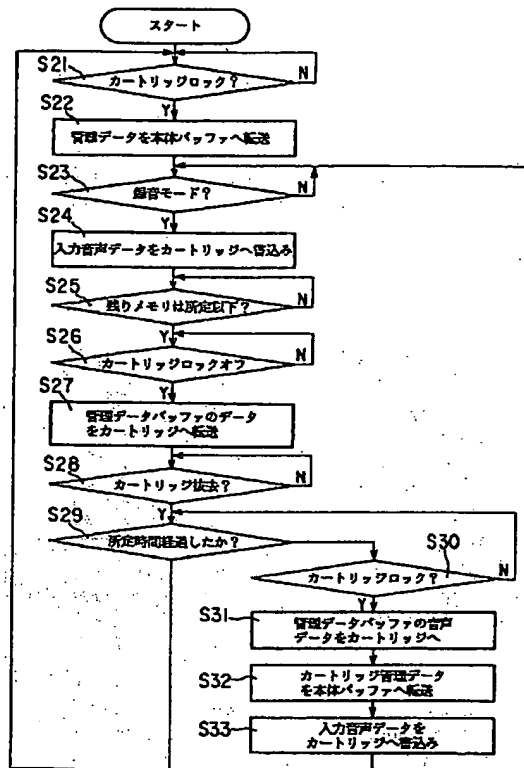 スタート
S21
カートリッジロック？
N
Y
S22
管理データを本体バッファへ転送
S23
録音モード？
N
Y
S24
入力音声データをカートリッジへ書込み
S25
残りメモリは所定以下？
N
Y
S26
カートリッジロックオフ
N
Y
S27
管理データバッファのデータ
をカートリッジへ転送
S28
カートリッジ抜去？
N
Y
S29
所定時間経過したか？
Y
S30
カートリッジロック？
N
Y
S31
管理データバッファの音声
データをカートリッジへ
S32
カートリッジ管理データ
を本体バッファへ転送
S33
入力音声データを
カートリッジへ書込み